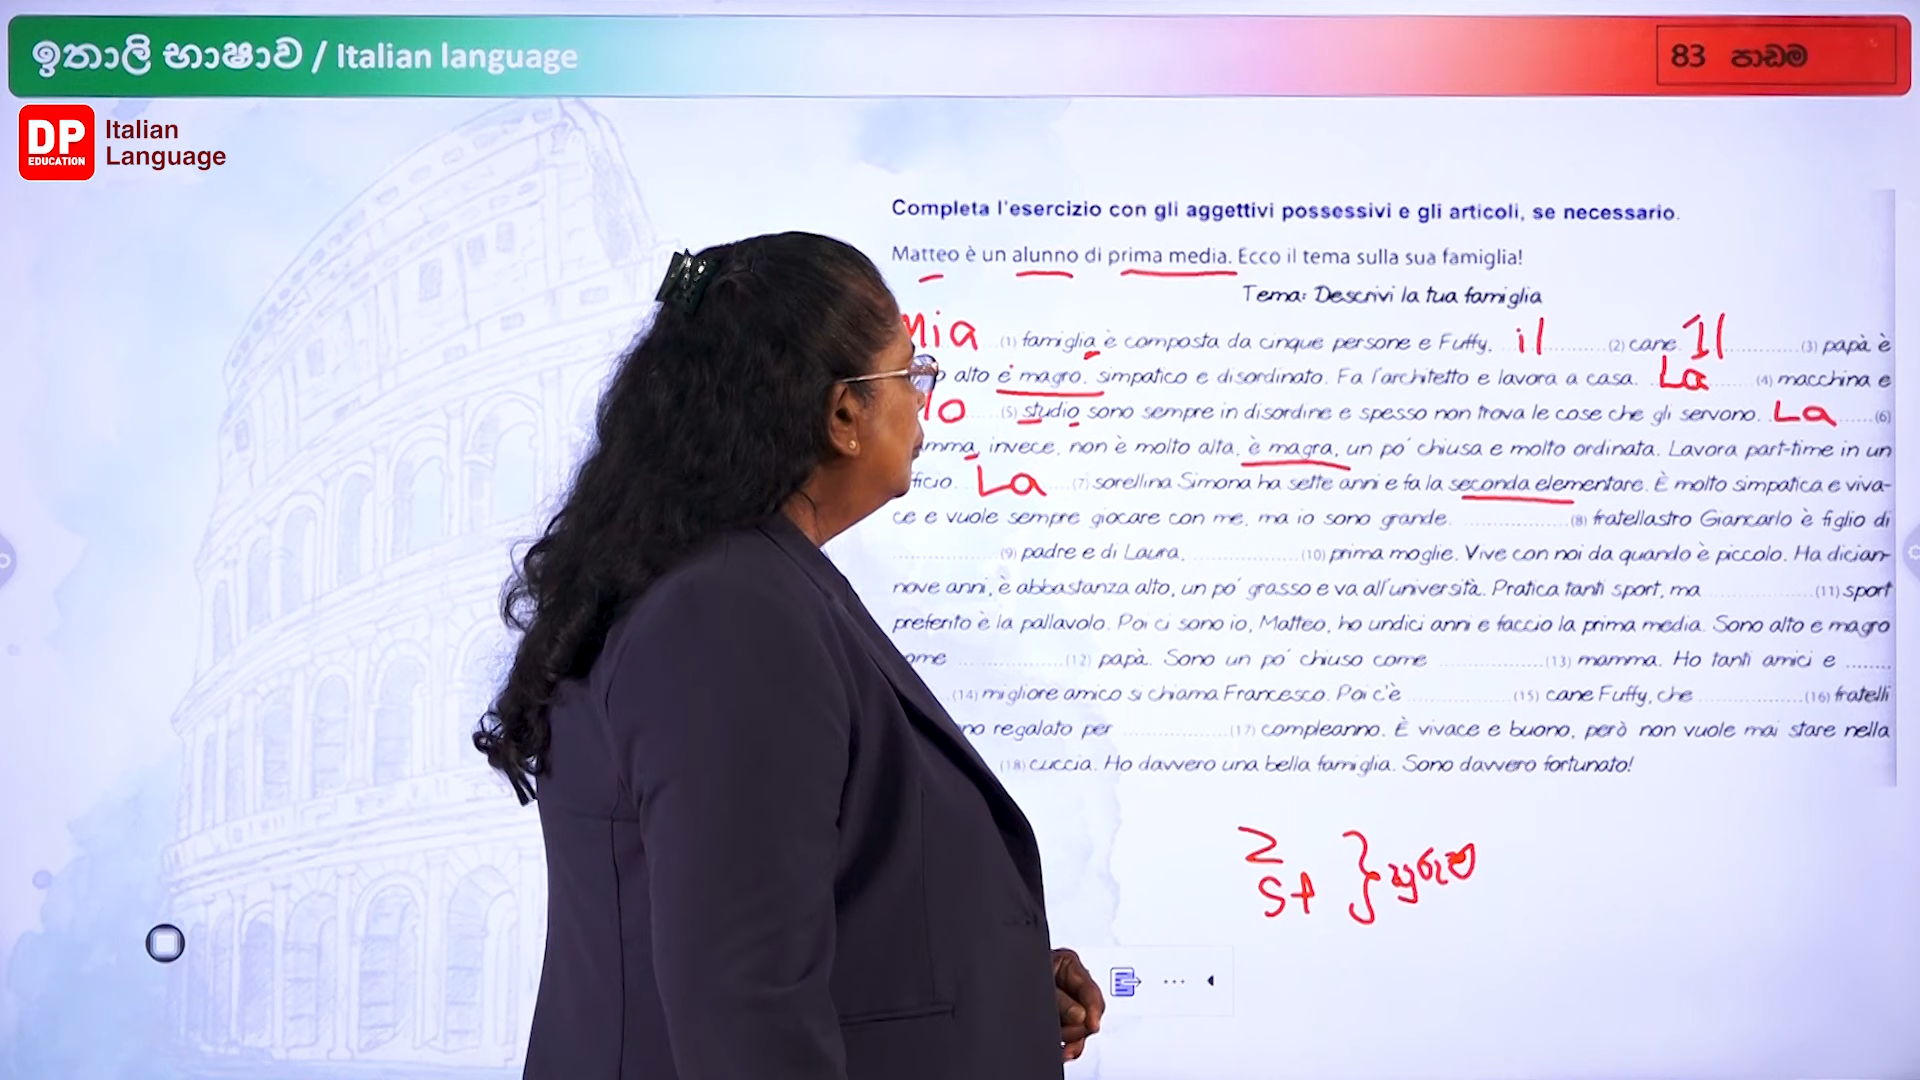 ඉතාලි භාෂාව / Italian language
83 පාඩම
DP EDUCATION
Italian Language
Completa l'esercizio con gli aggettivi possessivi e gli articoli, se necessario.
Matteo è un alunno di prima media. Ecco il tema sulla sua famiglia!
Tema: Descrivi la tua famiglia
Mia (1) famiglia è composta da cinque persone e Fuffy, il (2) cane. Il (3) papà è
alto e magro, simpatico e disordinato. Fa l'architetto e lavora a casa. La (4) macchina e
lo (5) studio sono sempre in disordine e spesso non trova le cose che gli servono. La (6)
mma, invece, non è molto alta, è magra, un po' chiusa e molto ordinata. Lavora part-time in un
ficio. La (7) sorellina Simona ha sette anni e fa la seconda elementare. È molto simpatica e viva-
ce e vuole sempre giocare con me, ma io sono grande. (8) fratellastro Giancarlo è figlio di
(9) padre e di Laura, (10) prima moglie. Vive con noi da quando è piccolo. Ha dician-
nove anni, è abbastanza alto, un po' grasso e va all'università. Pratica tanti sport, ma (11) sport
preferito è la pallavolo. Poi ci sono io, Matteo, ho undici anni e faccio la prima media. Sono alto e magro
ome (12) papà. Sono un po' chiuso come (13) mamma. Ho tanti amici e
(14) migliore amico si chiama Francesco. Poi c'è (15) cane Fuffy, che (16) fratelli
no regalato per (17) compleanno. È vivace e buono, però non vuole mai stare nella
(18) cuccia. Ho davvero una bella famiglia. Sono davvero fortunato!
Z
St } පුරුෂ